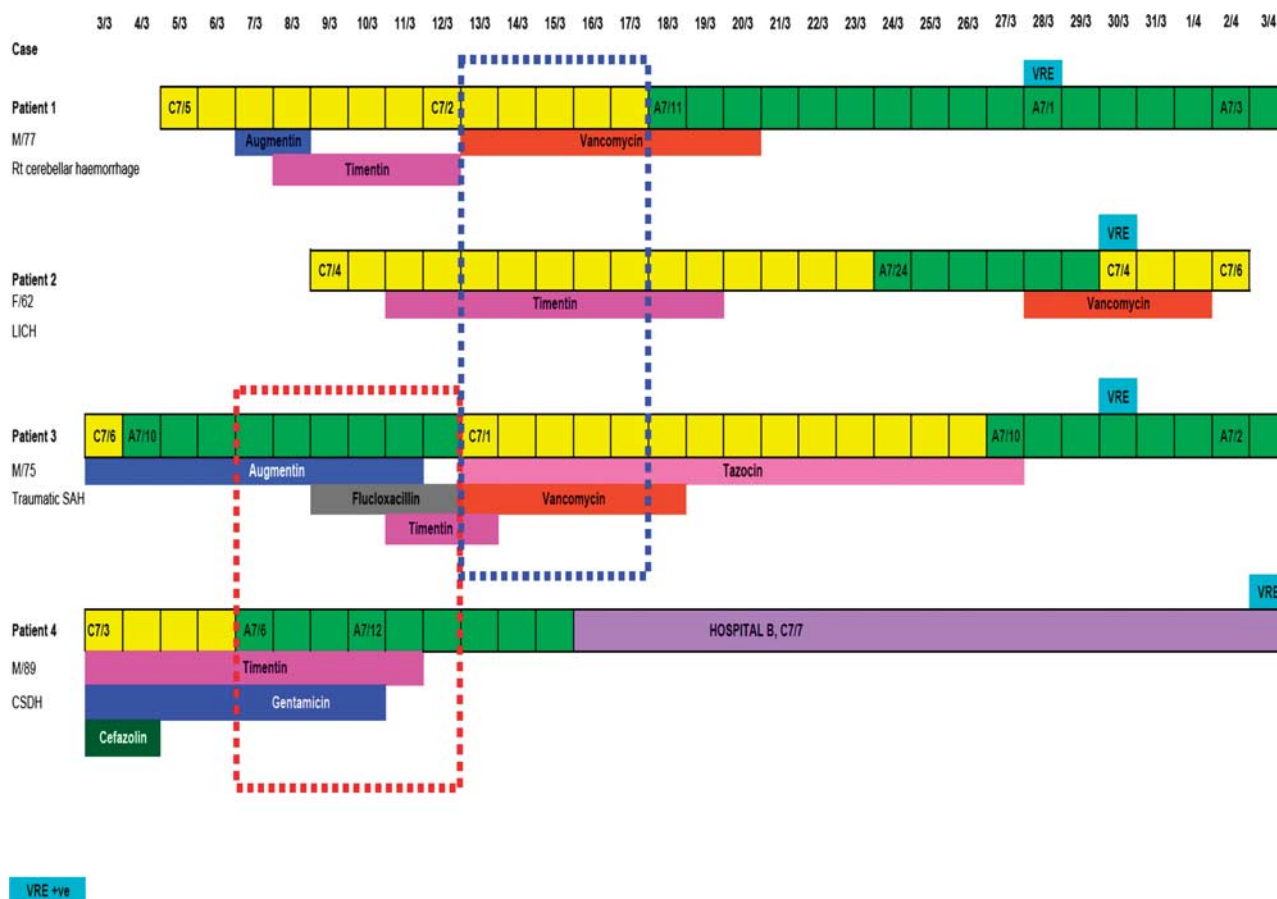 3/3 4/3 5/3 6/3 7/3 8/3 9/3 10/3 11/3 12/3 13/3 14/3 15/3 16/3 17/3 18/3 19/3 20/3 21/3 22/3 23/3 24/3 25/3 26/3 27/3 28/3 29/3 30/3 31/3 1/4 2/4 3/4
Case
VRE
Patient 1 C7/5 C7/2 A7/11 A7/1 A7/3
M/77 Augmentin Vancomycin
Rt cerebellar haemorrhage Timentin
VRE
Patient 2 C7/4 A7/24 C7/4 C7/6
F/62 Timentin Vancomycin
LICH
VRE
Patient 3 C7/6 A7/10 C7/1 A7/10 A7/2
M/75 Augmentin Tazocin
Traumatic SAH Flucloxacillin Vancomycin
Timentin
VRE
Patient 4 C7/3 A7/6 A7/12 HOSPITAL B, C7/7
M/89 Timentin
CSDH Gentamicin
Cefazolin
VRE +ve